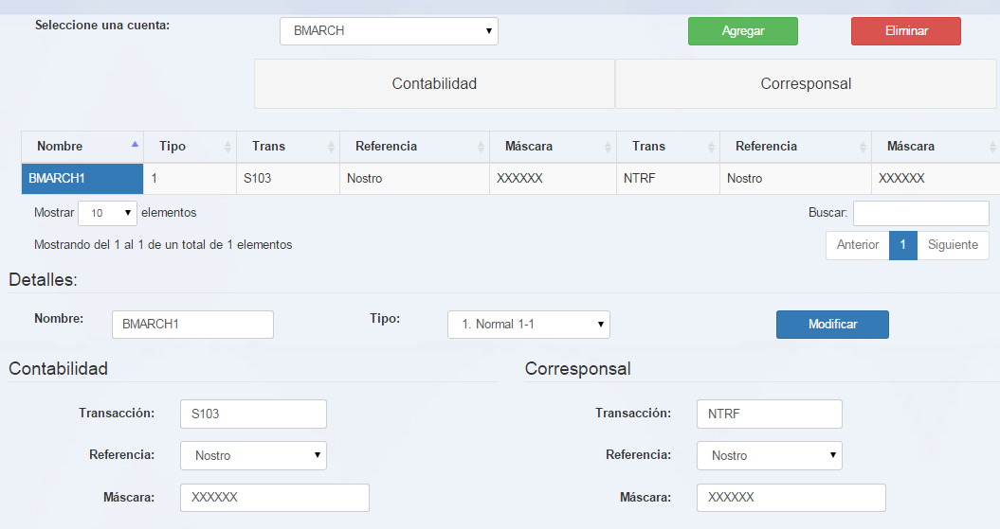 Seleccione una cuenta: BMARCH Agregar Eliminar
Contabilidad Corresponsal
Nombre Tipo Trans Referencia Máscara Trans Referencia Máscara
BMARCH1 1 S103 Nostro XXXXXX NTRF Nostro XXXXXX
Mostrar 10 elementos Buscar:
Mostrando del 1 al 1 de un total de 1 elementos Anterior 1 Siguiente
Detalles:
Nombre: BMARCH1 Tipo: 1. Normal 1-1 Modificar
Contabilidad Corresponsal
Transacción: S103 Transacción: NTRF
Referencia: Nostro Referencia: Nostro
Máscara: XXXXXX Máscara: XXXXXX